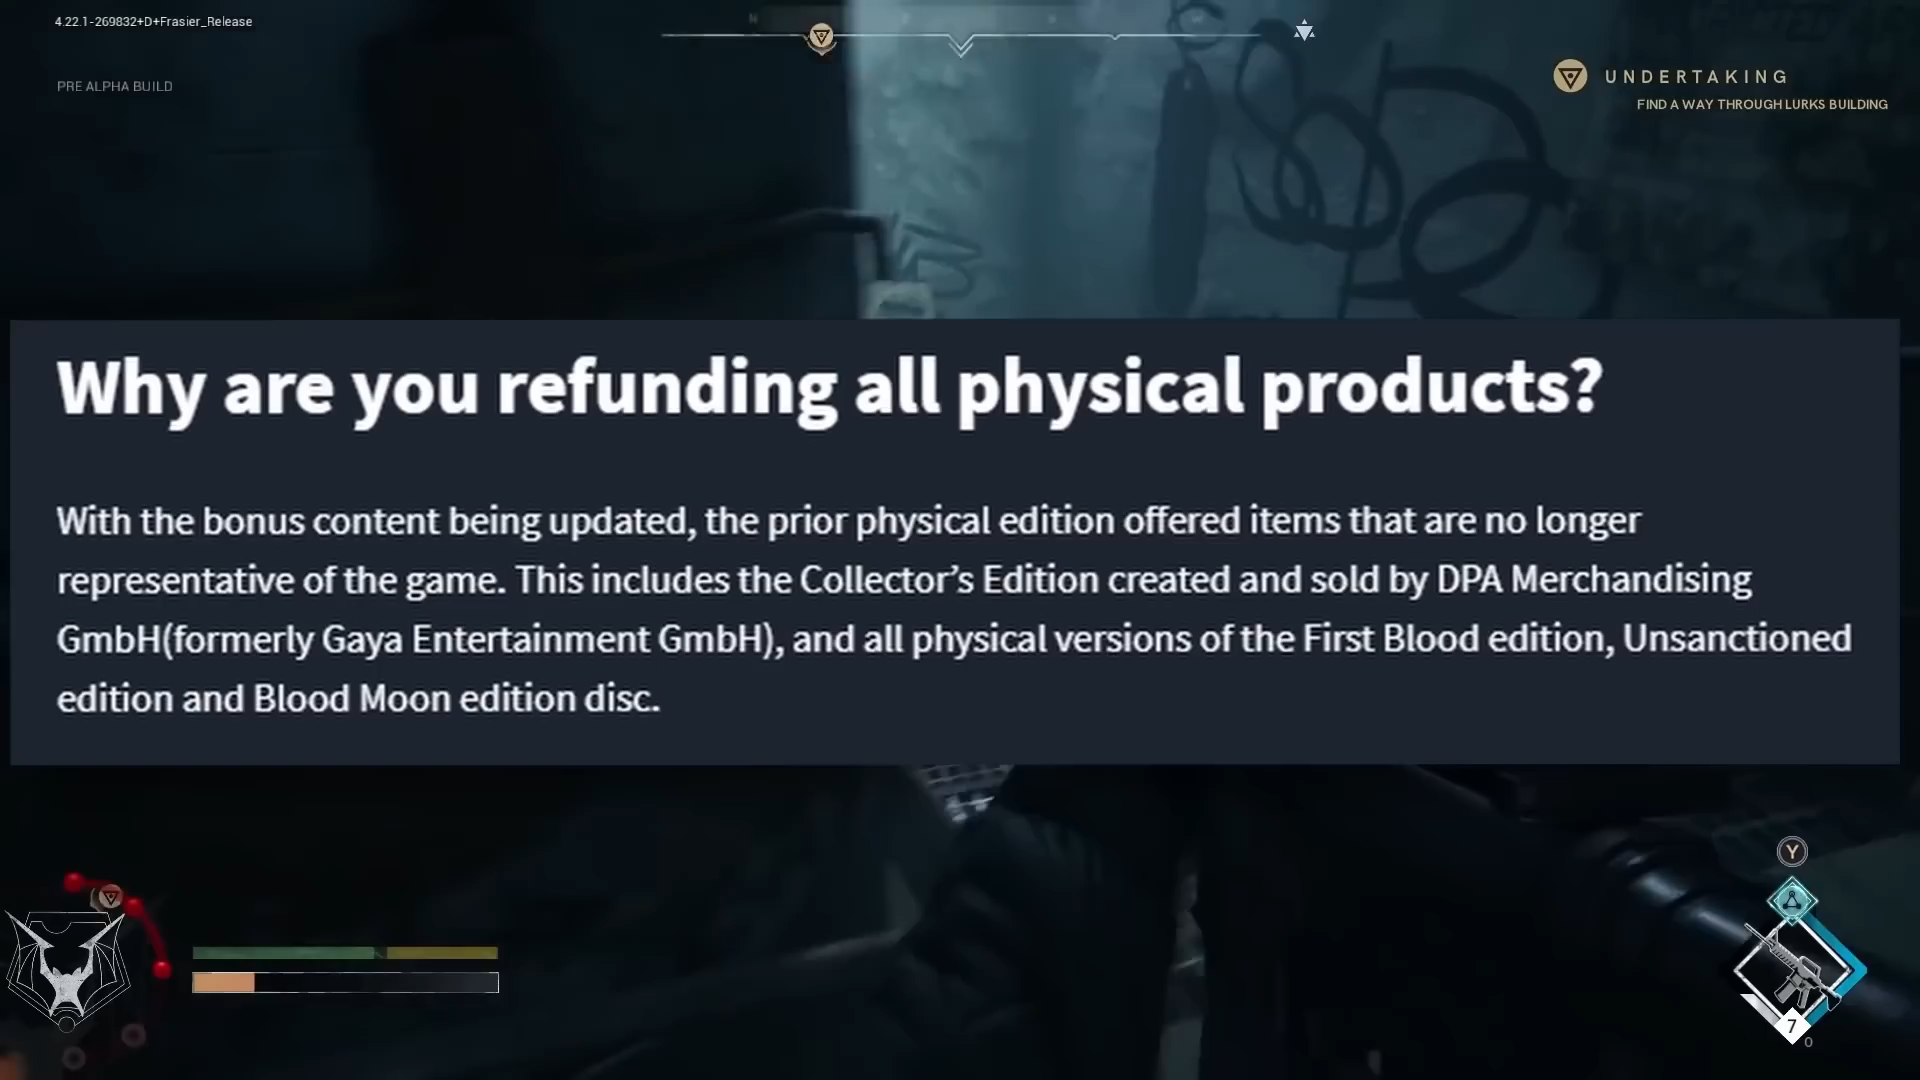 4.22.1-269832+D+Frasier_Release
PRE ALPHA BUILD
UNDERTAKING
FIND A WAY THROUGH LURKS BUILDING
Why are you refunding all physical products?
With the bonus content being updated, the prior physical edition offered items that are no longer
representative of the game. This includes the Collector’s Edition created and sold by DPA Merchandising
GmbH(formerly Gaya Entertainment GmbH), and all physical versions of the First Blood edition, Unsanctioned
edition and Blood Moon edition disc.
Y
7
0